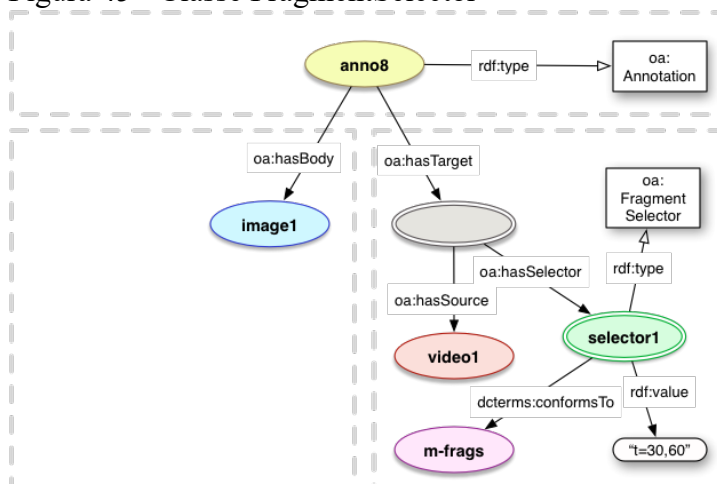 anno8
rdf:type
oa:
Annotation
oa:hasBody
oa:hasTarget
oa:
Fragment
Selector
image1
rdf:type
oa:hasSelector
oa:hasSource
selector1
video1
rdf:value
dcterms:conformsTo
m-frags
“t=30,60”